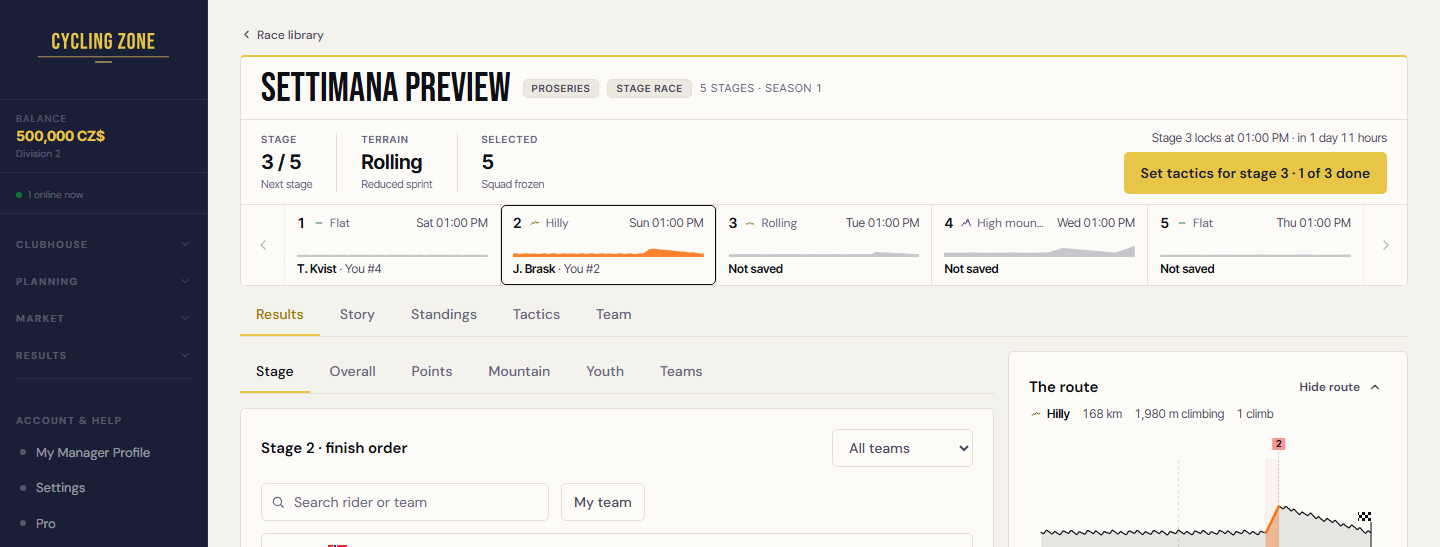 CYCLING ZONE
BALANCE
500,000 CZ$
Division 2
1 online now
CLUBHOUSE
PLANNING
MARKET
RESULTS
ACCOUNT & HELP
My Manager Profile
Settings
Pro
Race library
SETTIMANA PREVIEW PROSERIES STAGE RACE 5 STAGES · SEASON 1
STAGE
3 / 5
Next stage
TERRAIN
Rolling
Reduced sprint
SELECTED
5
Squad frozen
Stage 3 locks at 01:00 PM · in 1 day 11 hours
Set tactics for stage 3 · 1 of 3 done
1 Flat Sat 01:00 PM
T. Kvist · You #4
2 Hilly Sun 01:00 PM
J. Brask · You #2
3 Rolling Tue 01:00 PM
Not saved
4 High moun... Wed 01:00 PM
Not saved
5 Flat Thu 01:00 PM
Not saved
Results Story Standings Tactics Team
Stage Overall Points Mountain Youth Teams
Stage 2 · finish order
All teams
Search rider or team
My team
The route
Hide route
Hilly 168 km 1,980 m climbing 1 climb
2